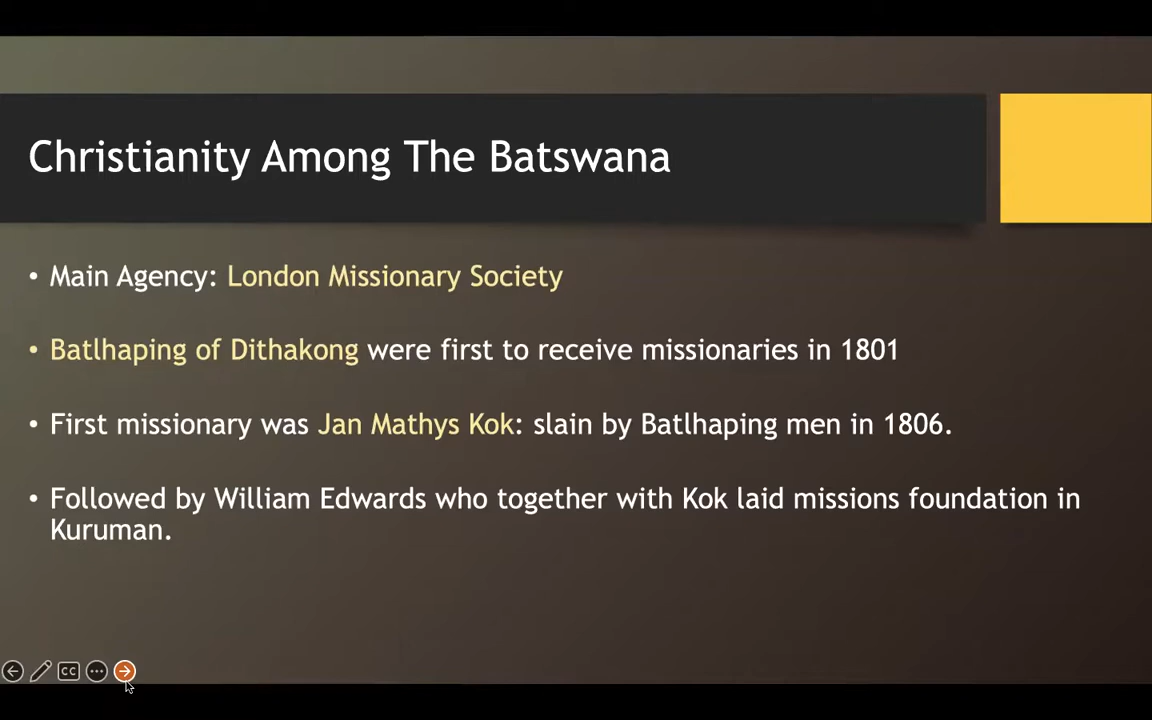 Christianity Among The Batswana
• Main Agency: London Missionary Society
• Batlhaping of Dithakong were first to receive missionaries in 1801
• First missionary was Jan Mathys Kok: slain by Batlhaping men in 1806.
• Followed by William Edwards who together with Kok laid missions foundation in
Kuruman.
CC